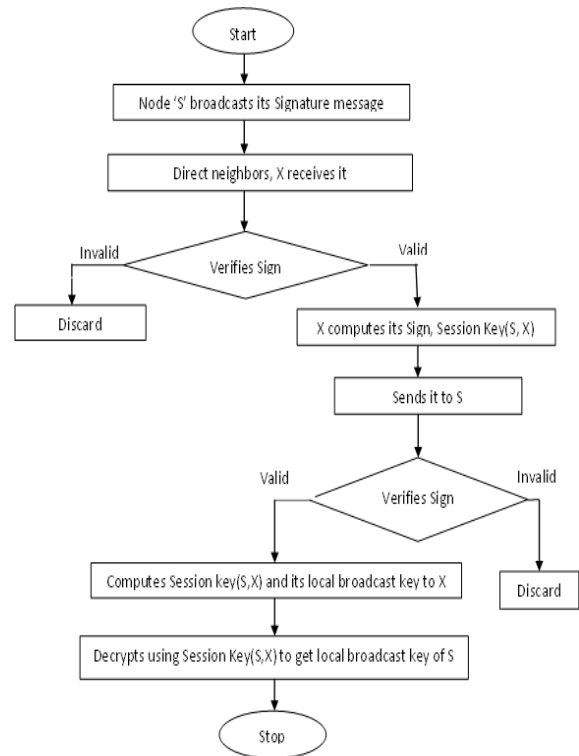 Start
Node ‘S’ broadcasts its Signature message
Direct neighbors, X receives it
Invalid
Valid
Verifies Sign
Discard
X computes its Sign, Session Key(S, X)
Sends it to S
Valid
Invalid
Verifies Sign
Computes Session key(S,X) and its local broadcast key to X
Discard
Decrypts using Session Key(S,X) to get local broadcast key of S
Stop